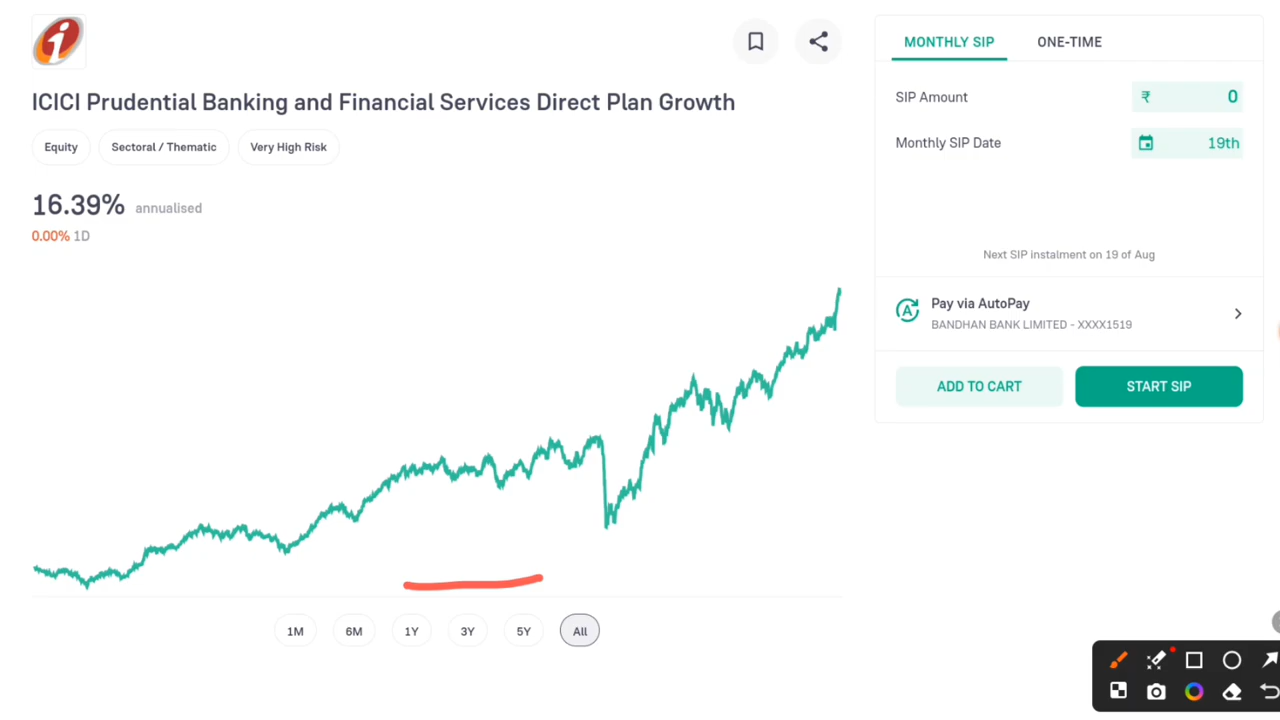 i
ICICI Prudential Banking and Financial Services Direct Plan Growth
Equity
Sectoral / Thematic
Very High Risk
16.39% annualised
0.00% 1D
1M
6M
1Y
3Y
5Y
All
MONTHLY SIP
ONE-TIME
SIP Amount
₹ 0
Monthly SIP Date
19th
Next SIP instalment on 19 of Aug
A
Pay via AutoPay
BANDHAN BANK LIMITED - XXXX1519
ADD TO CART
START SIP